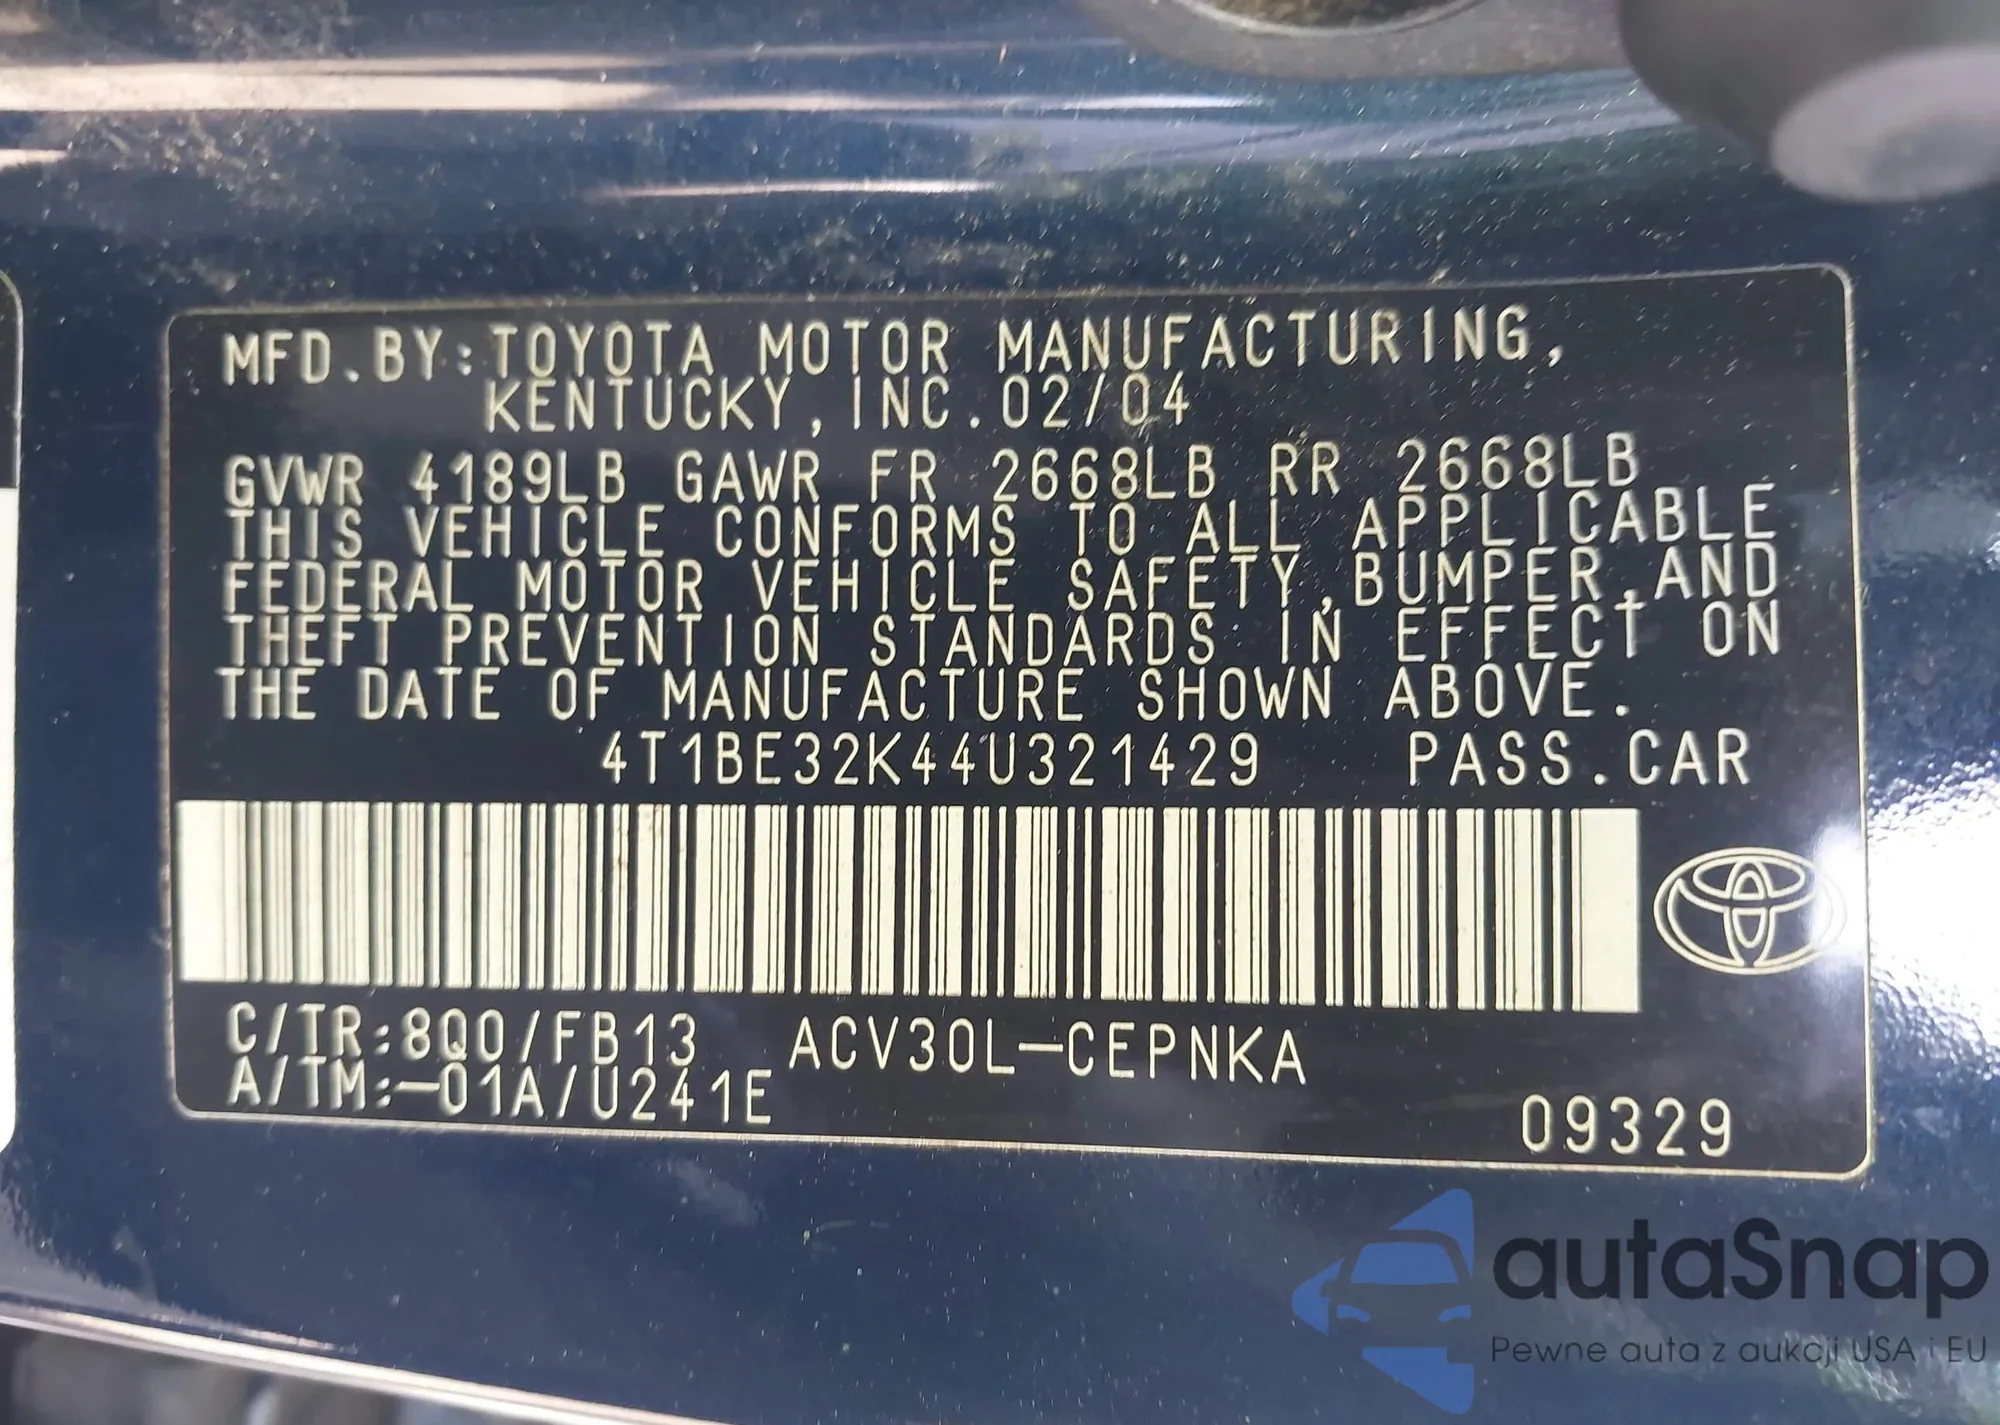 MFD.BY:TOYOTA MOTOR MANUFACTURING,
KENTUCKY,INC.02/04
GVWR 4189LB GAWR FR 2668LB RR 2668LB
THIS VEHICLE CONFORMS TO ALL APPLICABLE
FEDERAL MOTOR VEHICLE SAFETY,BUMPER,AND
THEFT PREVENTION STANDARDS IN EFFECT ON
THE DATE OF MANUFACTURE SHOWN ABOVE.
4T1BE32K44U321429 PASS.CAR
C/TR:8Q0/FB13 ACV30L-CEPNKA
A/TM:-01A/U241E
09329
autaSnap
Pewne auta z aukcji USA i EU